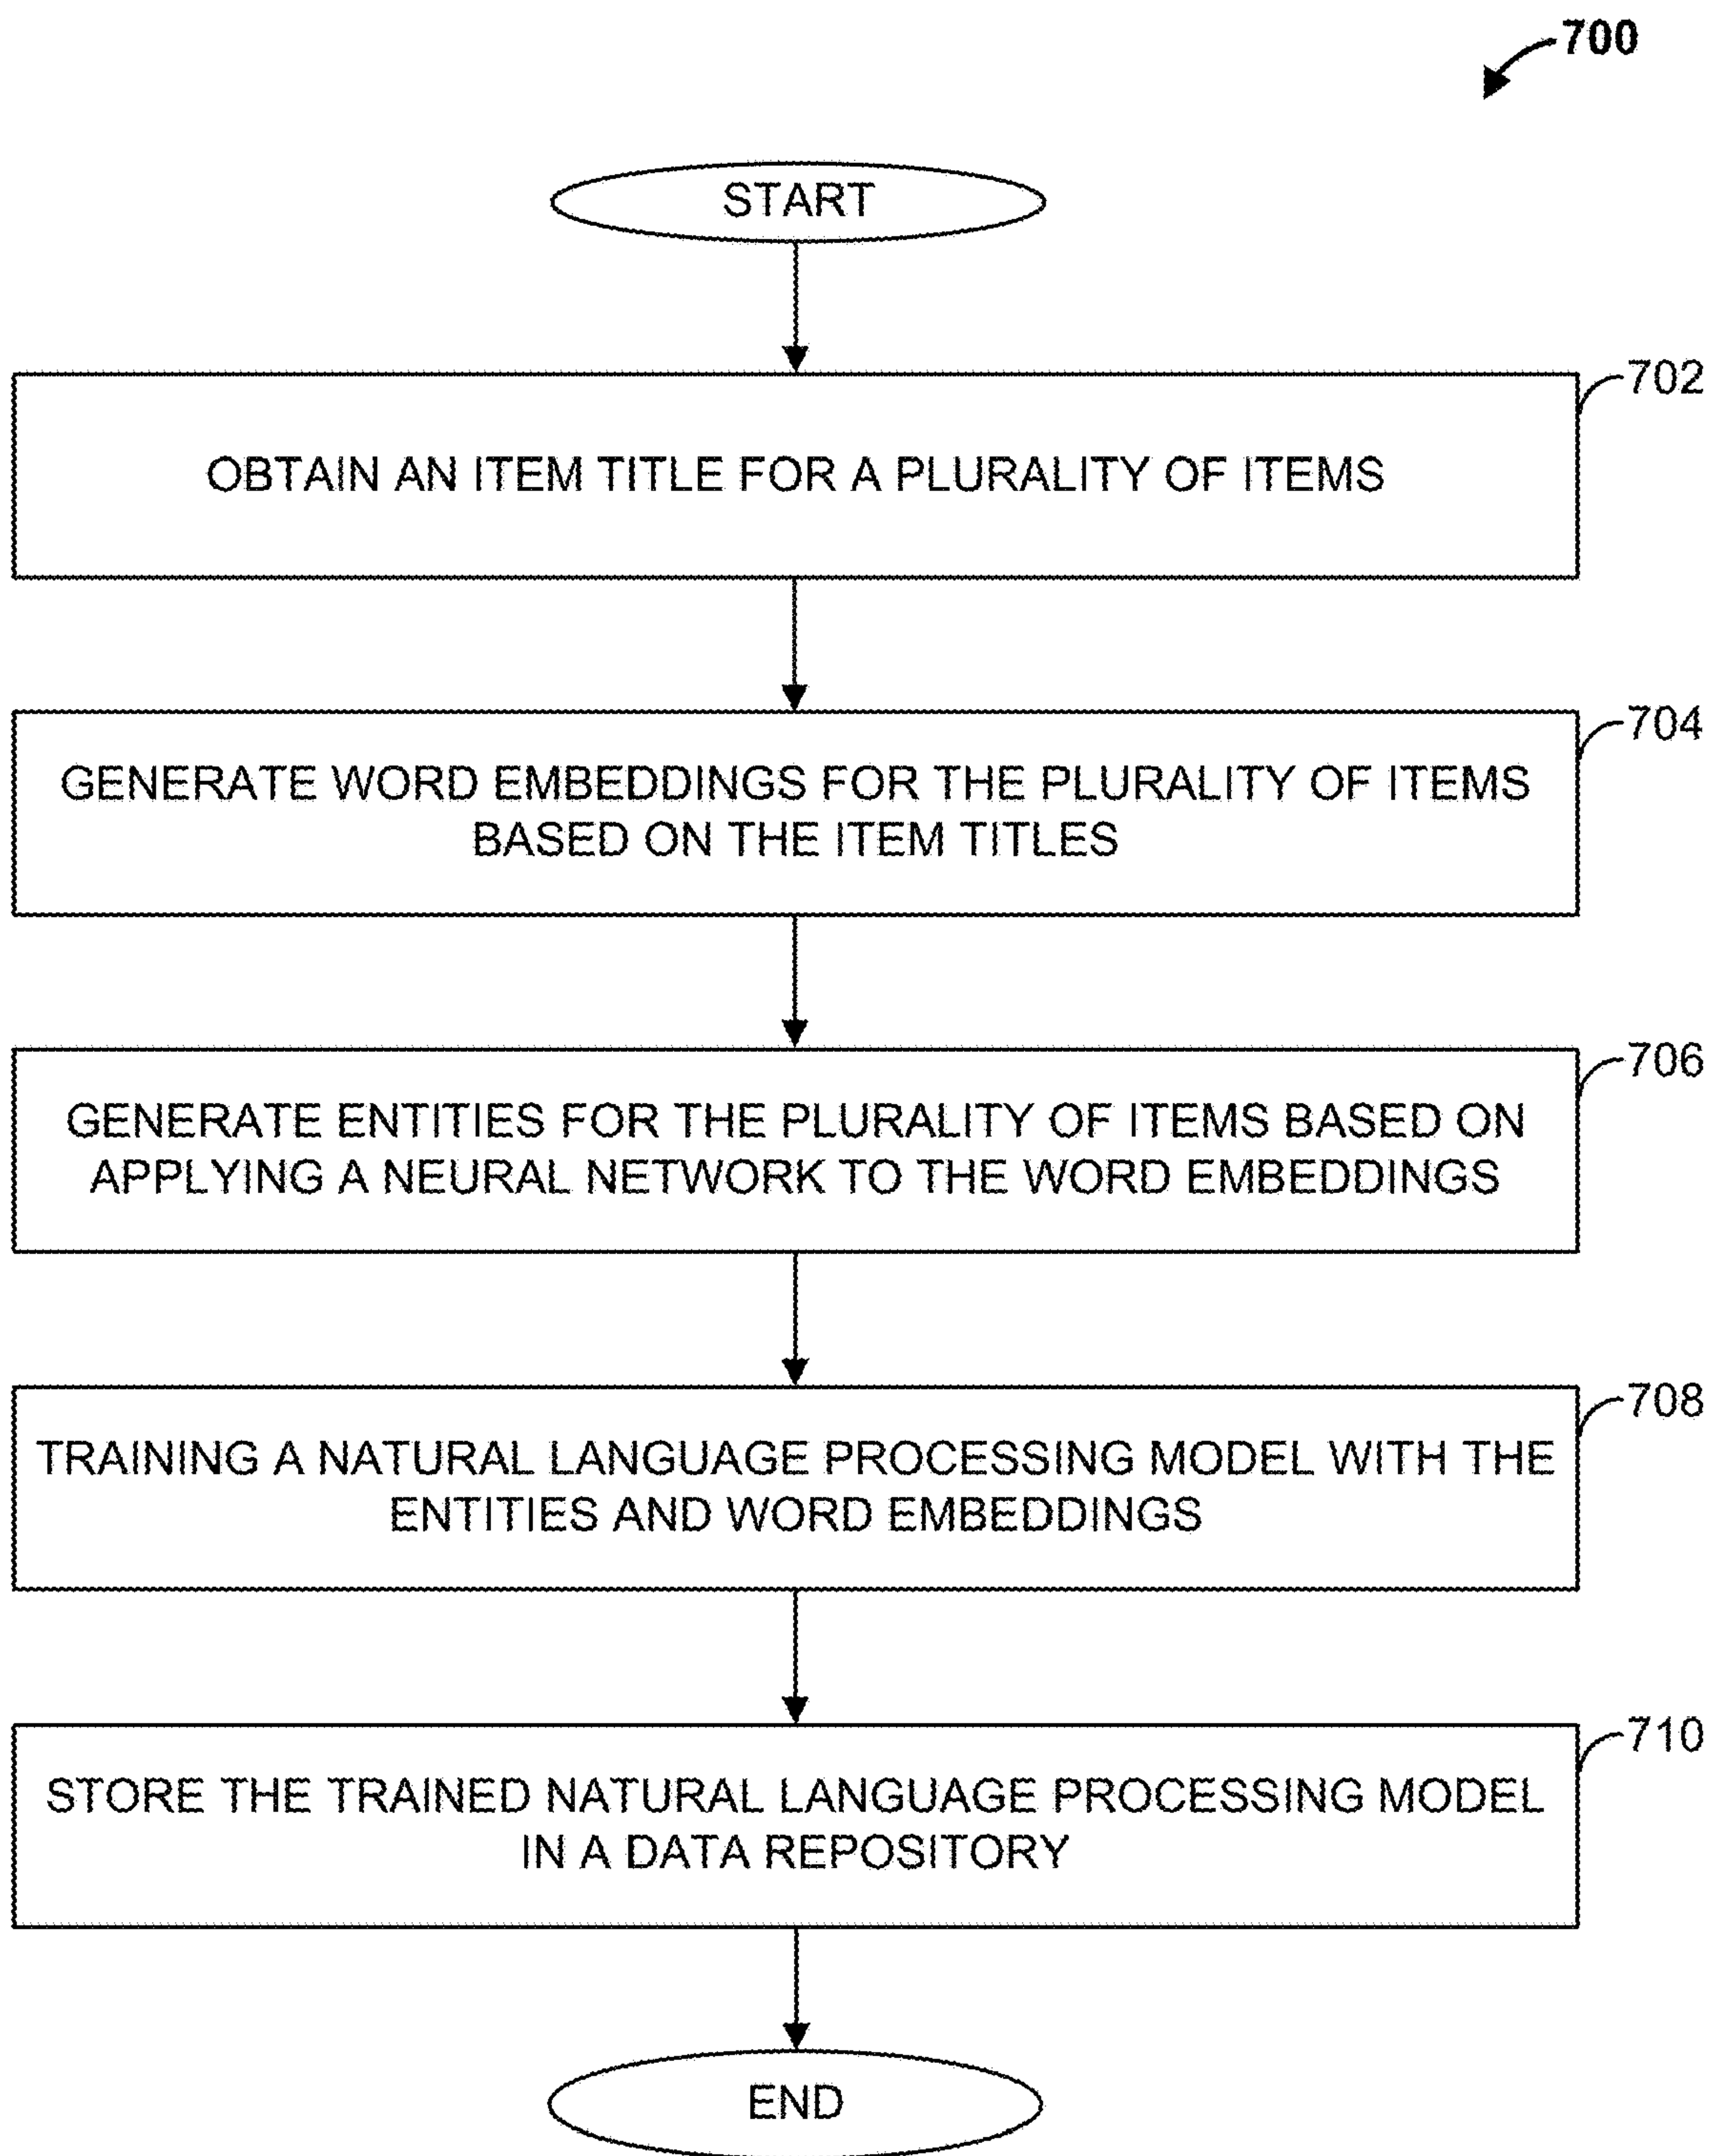 700
START
702
OBTAIN AN ITEM TITLE FOR A PLURALITY OF ITEMS
704
GENERATE WORD EMBEDDINGS FOR THE PLURALITY OF ITEMS
BASED ON THE ITEM TITLES
706
GENERATE ENTITIES FOR THE PLURALITY OF ITEMS BASED ON
APPLYING A NEURAL NETWORK TO THE WORD EMBEDDINGS
708
TRAINING A NATURAL LANGUAGE PROCESSING MODEL WITH THE
ENTITIES AND WORD EMBEDDINGS
710
STORE THE TRAINED NATURAL LANGUAGE PROCESSING MODEL
IN A DATA REPOSITORY
END